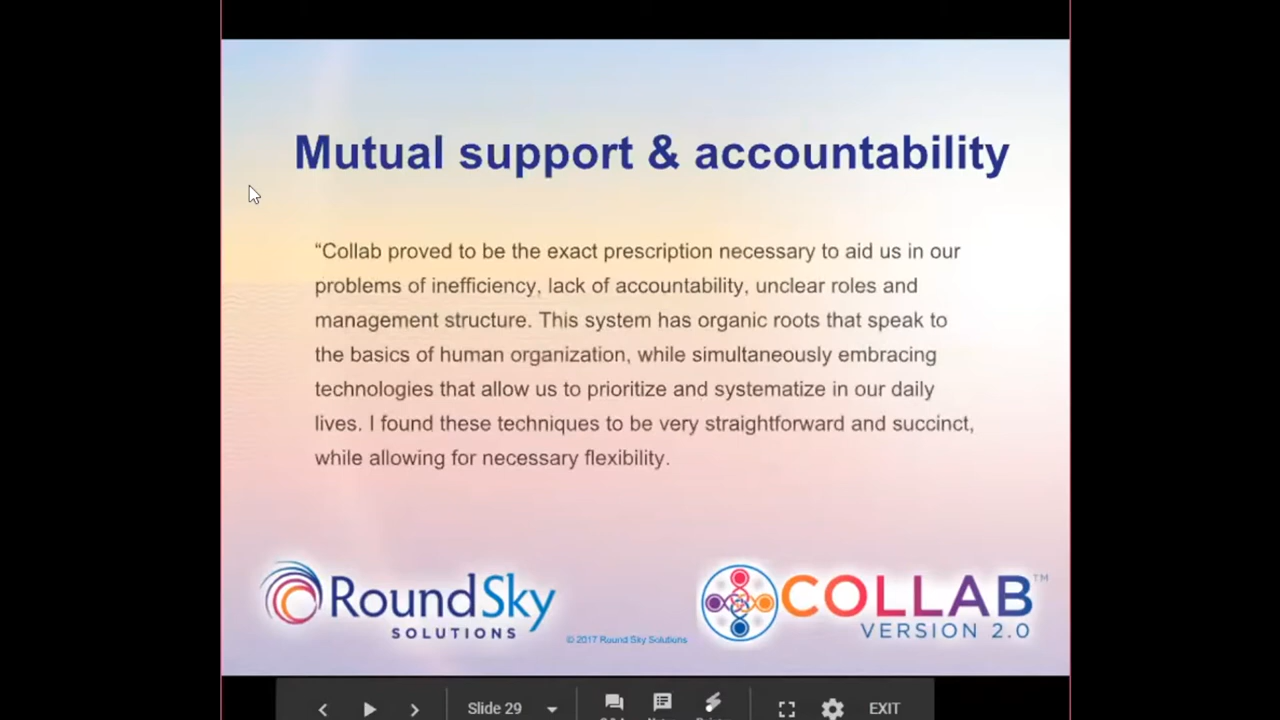 Mutual support & accountability
“Collab proved to be the exact prescription necessary to aid us in our
problems of inefficiency, lack of accountability, unclear roles and
management structure. This system has organic roots that speak to
the basics of human organization, while simultaneously embracing
technologies that allow us to prioritize and systematize in our daily
lives. I found these techniques to be very straightforward and succinct,
while allowing for necessary flexibility.
RoundSky
SOLUTIONS
© 2017 Round Sky Solutions
COLLAB™
VERSION 2.0
Slide 29
EXIT